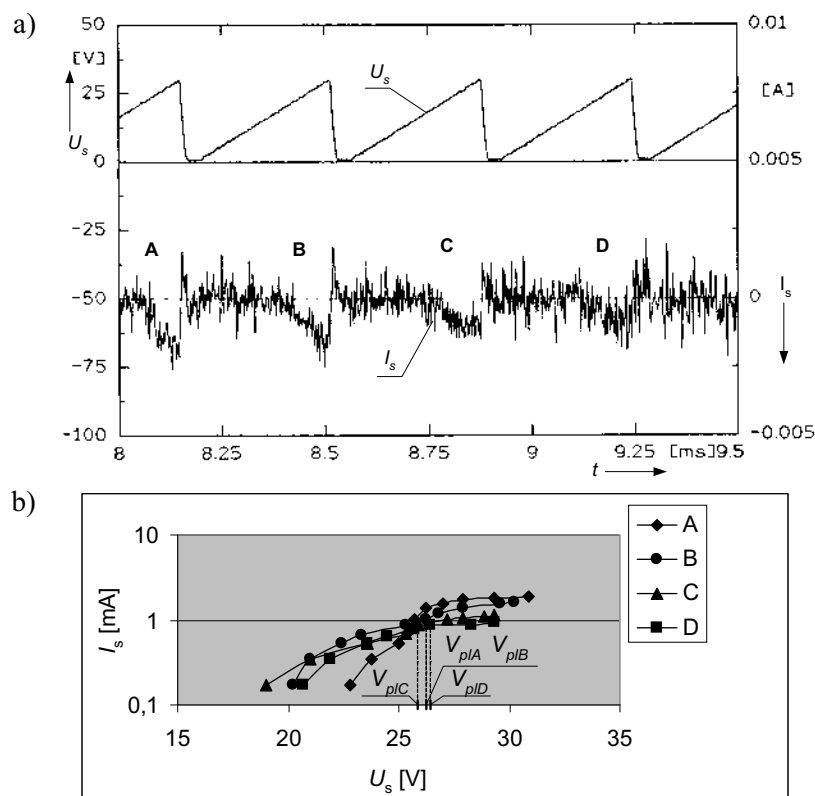 a)
50
[V]
25
0
U_s
-25
-50
-75
-100
U_s
0.01
[A]
0.005
A B C D
0
I_s
-0.005
I_s
8 8.25 8.5 8.75 9 9.25 [ms]9.5
t
b)
10
1
0,1
I_s [mA]
V_plA V_plB
V_plC V_plD
15 20 25 30 35
U_s [V]
A
B
C
D